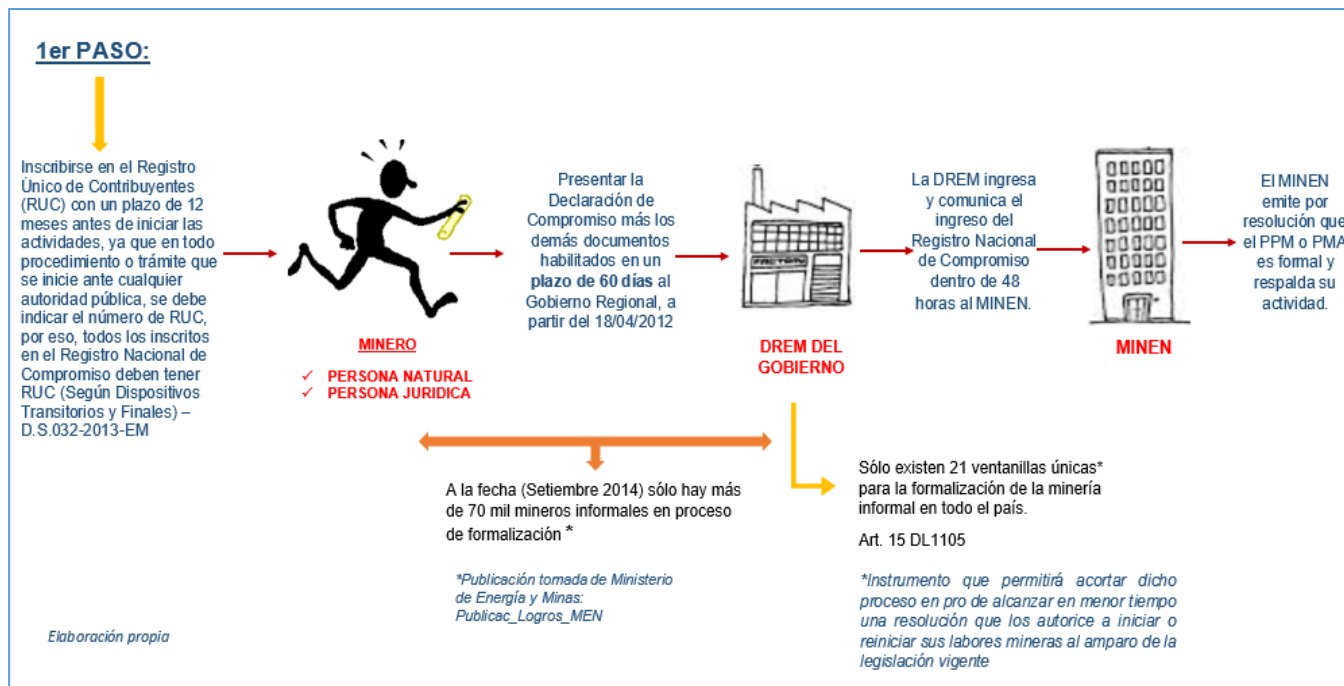 1er PASO:
Inscribirse en el Registro
Único de Contribuyentes
(RUC) con un plazo de 12
meses antes de iniciar las
actividades, ya que en todo
procedimiento o trámite que
se inicie ante cualquier
autoridad pública, se debe
indicar el número de RUC,
por eso, todos los inscritos
en el Registro Nacional de
Compromiso deben tener
RUC (Según Dispositivos
Transitorios y Finales) –
D.S.032-2013-EM
MINERO
✓ PERSONA NATURAL
✓ PERSONA JURIDICA
Presentar la
Declaración de
Compromiso más los
demás documentos
habilitados en un
plazo de 60 días al
Gobierno Regional, a
partir del 18/04/2012
FACTORY
DREM DEL
GOBIERNO
La DREM ingresa
y comunica el
ingreso del
Registro Nacional
de Compromiso
dentro de 48
horas al MINEN.
MINEN
El MINEN
emite por
resolución que
el PPM o PMA
es formal y
respalda su
actividad.
A la fecha (Setiembre 2014) sólo hay más
de 70 mil mineros informales en proceso
de formalización *
*Publicación tomada de Ministerio
de Energía y Minas:
Publicac_Logros_MEN
Sólo existen 21 ventanillas únicas*
para la formalización de la minería
informal en todo el país.
Art. 15 DL1105
*Instrumento que permitirá acortar dicho
proceso en pro de alcanzar en menor tiempo
una resolución que los autorice a iniciar o
reiniciar sus labores mineras al amparo de la
legislación vigente
Elaboración propia